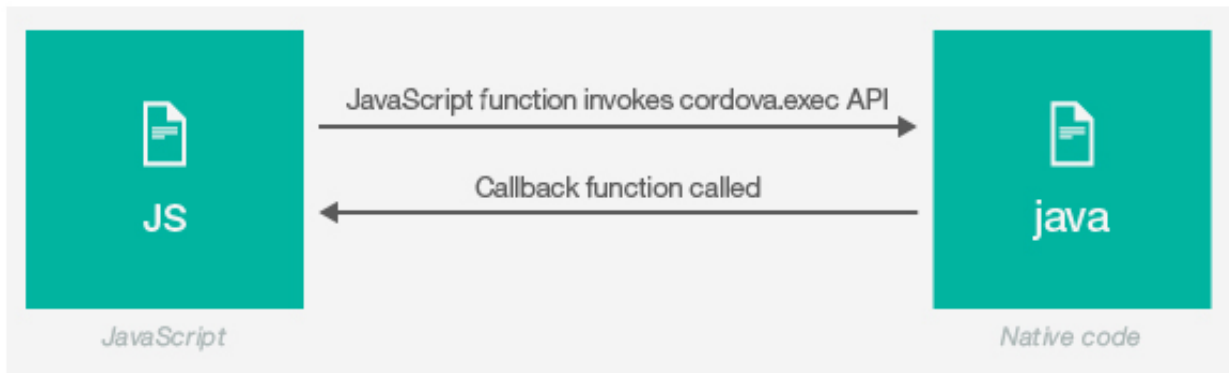 JavaScript function invokes cordova.exec API
Callback function called
JS
java
JavaScript
Native code